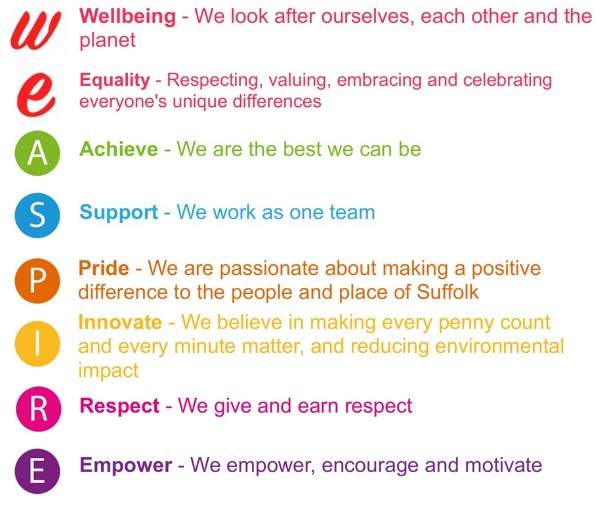 w Wellbeing - We look after ourselves, each other and the
planet
e Equality - Respecting, valuing, embracing and celebrating
everyone's unique differences
A Achieve - We are the best we can be
S Support - We work as one team
P Pride - We are passionate about making a positive
difference to the people and place of Suffolk
I Innovate - We believe in making every penny count
and every minute matter, and reducing environmental
impact
R Respect - We give and earn respect
E Empower - We empower, encourage and motivate